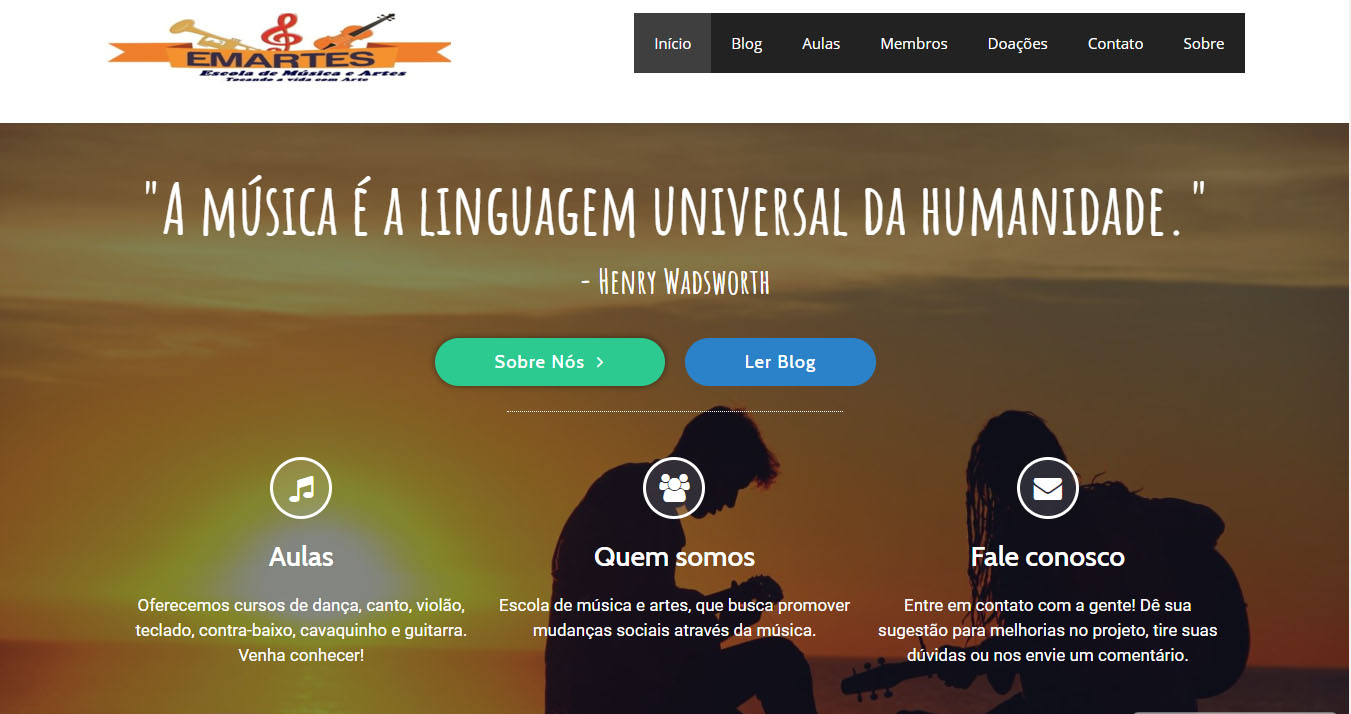 EMARTES
Escola de Música e Artes
Tocando a vida com Arte
Início Blog Aulas Membros Doações Contato Sobre
"A música é a linguagem universal da humanidade."
- Henry Wadsworth
Sobre Nós
Ler Blog
Aulas
Oferecemos cursos de dança, canto, violão,
teclado, contra-baixo, cavaquinho e guitarra.
Venha conhecer!
Quem somos
Escola de música e artes, que busca promover
mudanças sociais através da música.
Fale conosco
Entre em contato com a gente! Dê sua
sugestão para melhorias no projeto, tire suas
dúvidas ou nos envie um comentário.